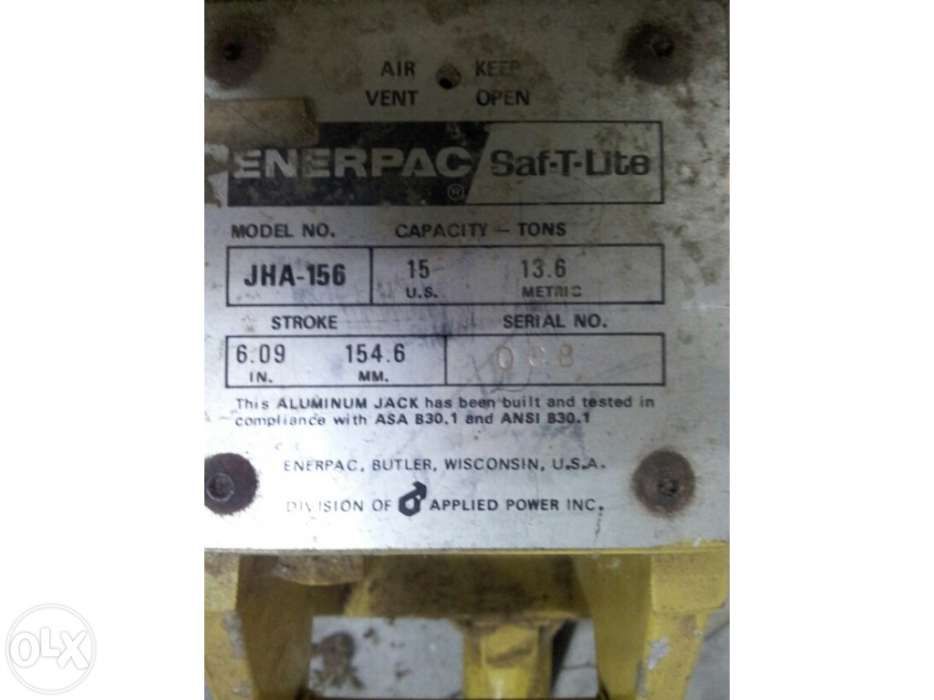 AIR KEEP
VENT OPEN
ENERPAC® Saf-T-Lite
MODEL NO. CAPACITY – TONS
JHA-156 15 13.6
U.S. METRIC
STROKE SERIAL NO.
6.09 154.6
IN. MM.
This ALUMINUM JACK has been built and tested in
compliance with ASA B30.1 and ANSI B30.1
ENERPAC, BUTLER, WISCONSIN, U.S.A.
DIVISION OF APPLIED POWER INC.
OLX